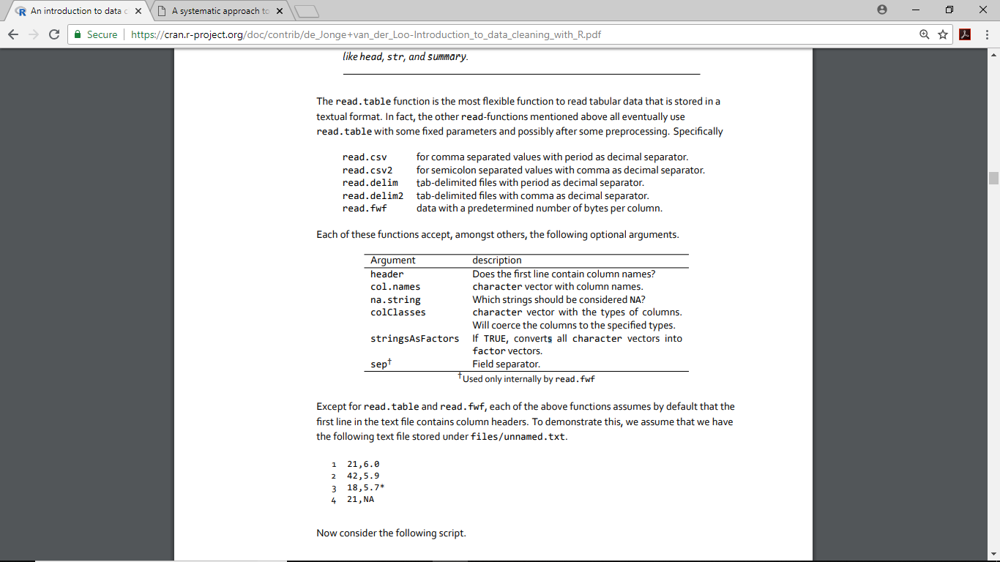 An introduction to data c
A systematic approach to
Secure
https://cran.r-project.org/doc/contrib/de_Jonge+van_der_Loo-Introduction_to_data_cleaning_with_R.pdf
like head, str, and summary.
The read.table function is the most flexible function to read tabular data that is stored in a
textual format. In fact, the other read-functions mentioned above all eventually use
read.table with some fixed parameters and possibly after some preprocessing. Specifically
read.csv for comma separated values with period as decimal separator.
read.csv2 for semicolon separated values with comma as decimal separator.
read.delim tab-delimited files with period as decimal separator.
read.delim2 tab-delimited files with comma as decimal separator.
read.fwf data with a predetermined number of bytes per column.
Each of these functions accept, amongst others, the following optional arguments.
Argument description
header Does the first line contain column names?
col.names character vector with column names.
na.string Which strings should be considered NA?
colClasses character vector with the types of columns.
Will coerce the columns to the specified types.
stringsAsFactors If TRUE, converts all character vectors into
factor vectors.
sep† Field separator.
†Used only internally by read.fwf
Except for read.table and read.fwf, each of the above functions assumes by default that the
first line in the text file contains column headers. To demonstrate this, we assume that we have
the following text file stored under files/unnamed.txt.
1 21,6.0
2 42,5.9
3 18,5.7*
4 21,NA
Now consider the following script.